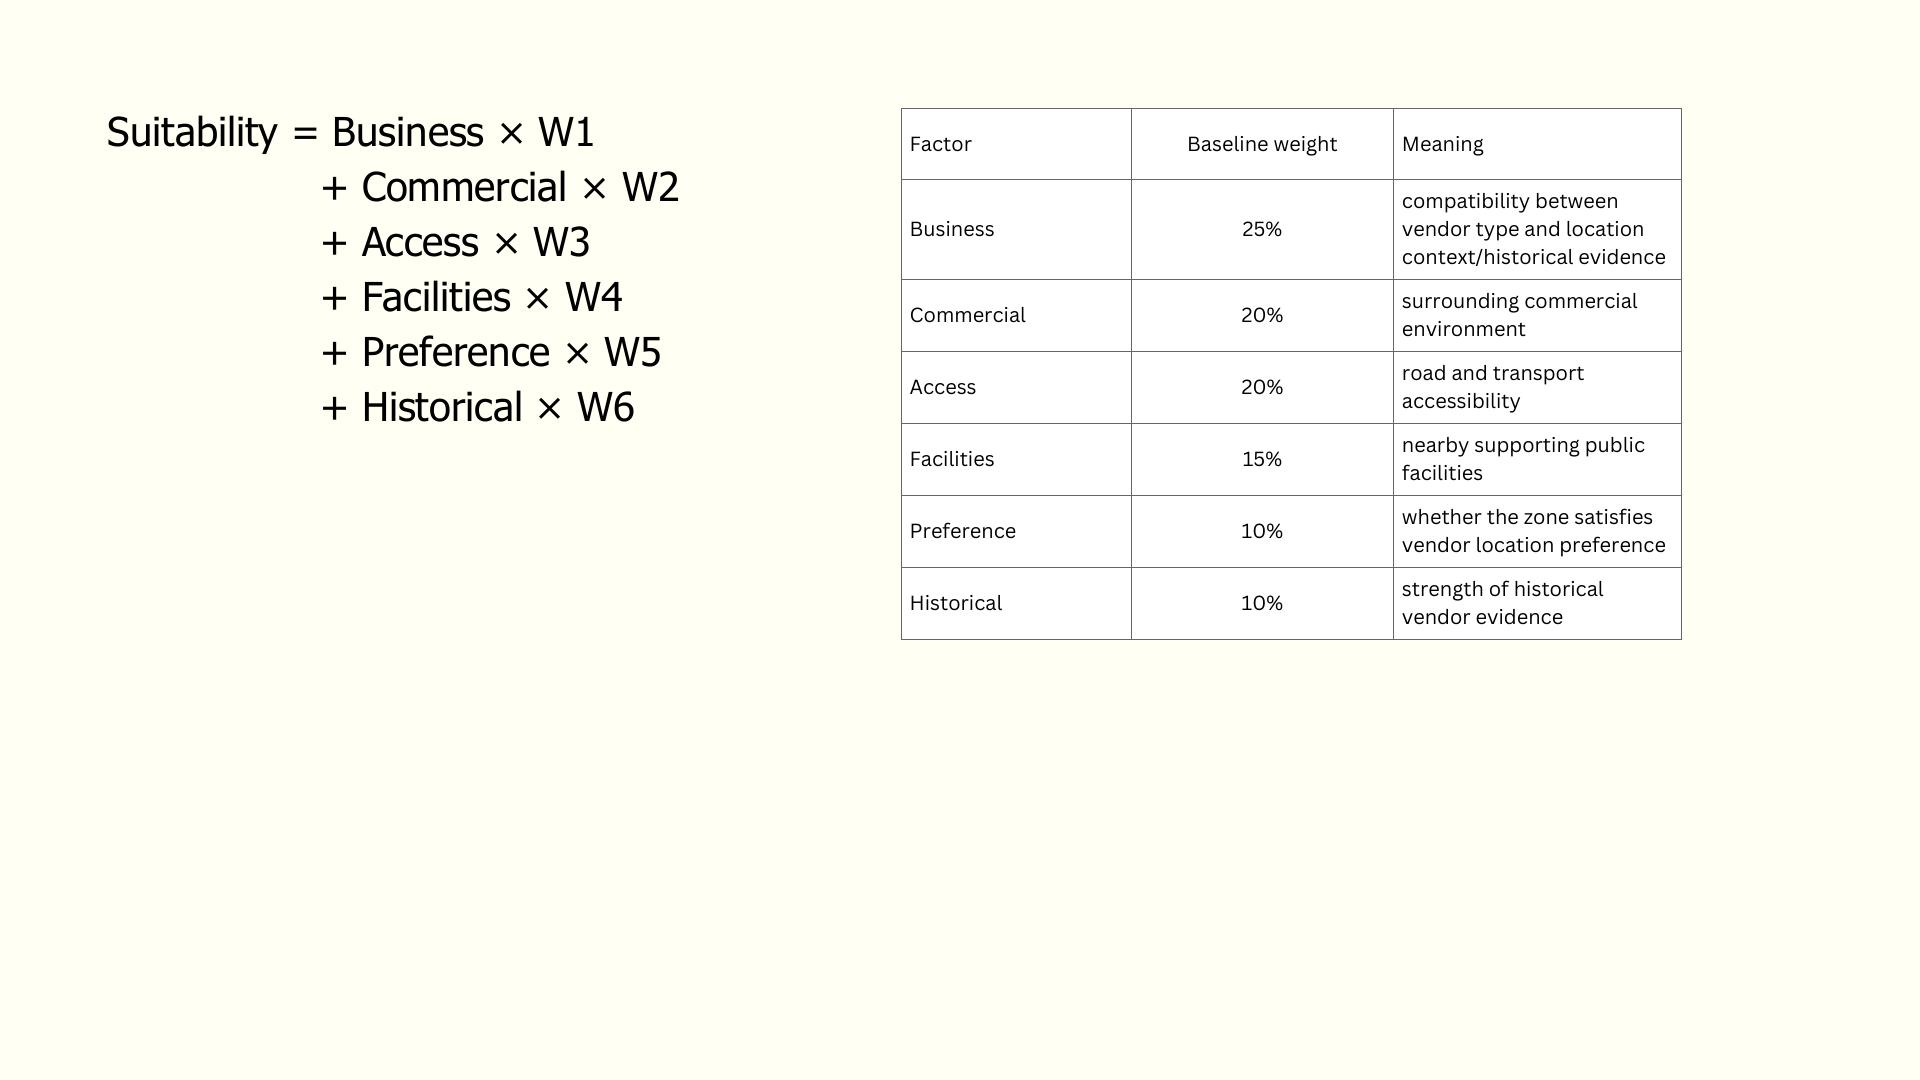 Suitability = Business × W1
+ Commercial × W2
+ Access × W3
+ Facilities × W4
+ Preference × W5
+ Historical × W6
Factor Baseline weight Meaning
Business 25% compatibility between
vendor type and location
context/historical evidence
Commercial 20% surrounding commercial
environment
Access 20% road and transport
accessibility
Facilities 15% nearby supporting public
facilities
Preference 10% whether the zone satisfies
vendor location preference
Historical 10% strength of historical
vendor evidence